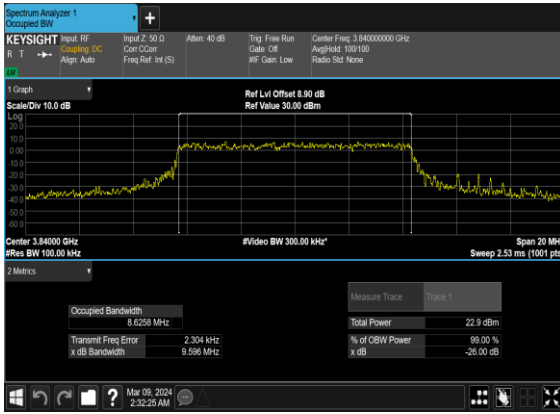 Spectrum Analyzer 1
Occupied BW
KEYSIGHT
R T
LW
Input: RF
Coupling: DC
Align: Auto
Input Z: 50 Ω
Corr CCorr
Freq Ref: Int (S)
Atten: 40 dB
Trig: Free Run
Gate: Off
#IF Gain: Low
Center Freq: 3.840000000 GHz
Avg|Hold: 100/100
Radio Std: None
1 Graph
Scale/Div 10.0 dB
Ref Lvl Offset 8.90 dB
Ref Value 30.00 dBm
Log
20.0
10.0
0.00
-10.0
-20.0
-30.0
-40.0
-50.0
-60.0
Center 3.84000 GHz
#Res BW 100.00 kHz
#Video BW 300.00 kHz*
Span 20 MH
Sweep 2.53 ms (1001 pts
2 Metrics
Measure Trace
Trace 1
Occupied Bandwidth
8.6258 MHz
Total Power
22.9 dBm
Transmit Freq Error
2.304 kHz
% of OBW Power
99.00 %
x dB Bandwidth
9.596 MHz
x dB
-26.00 dB
?
Mar 09, 2024
2:32:25 AM